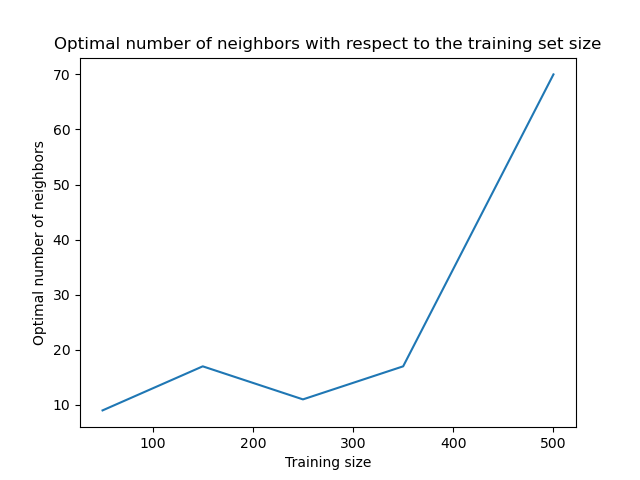 Optimal number of neighbors with respect to the training set size
70
60
50
40
30
20
10
Optimal number of neighbors
100 200 300 400 500
Training size